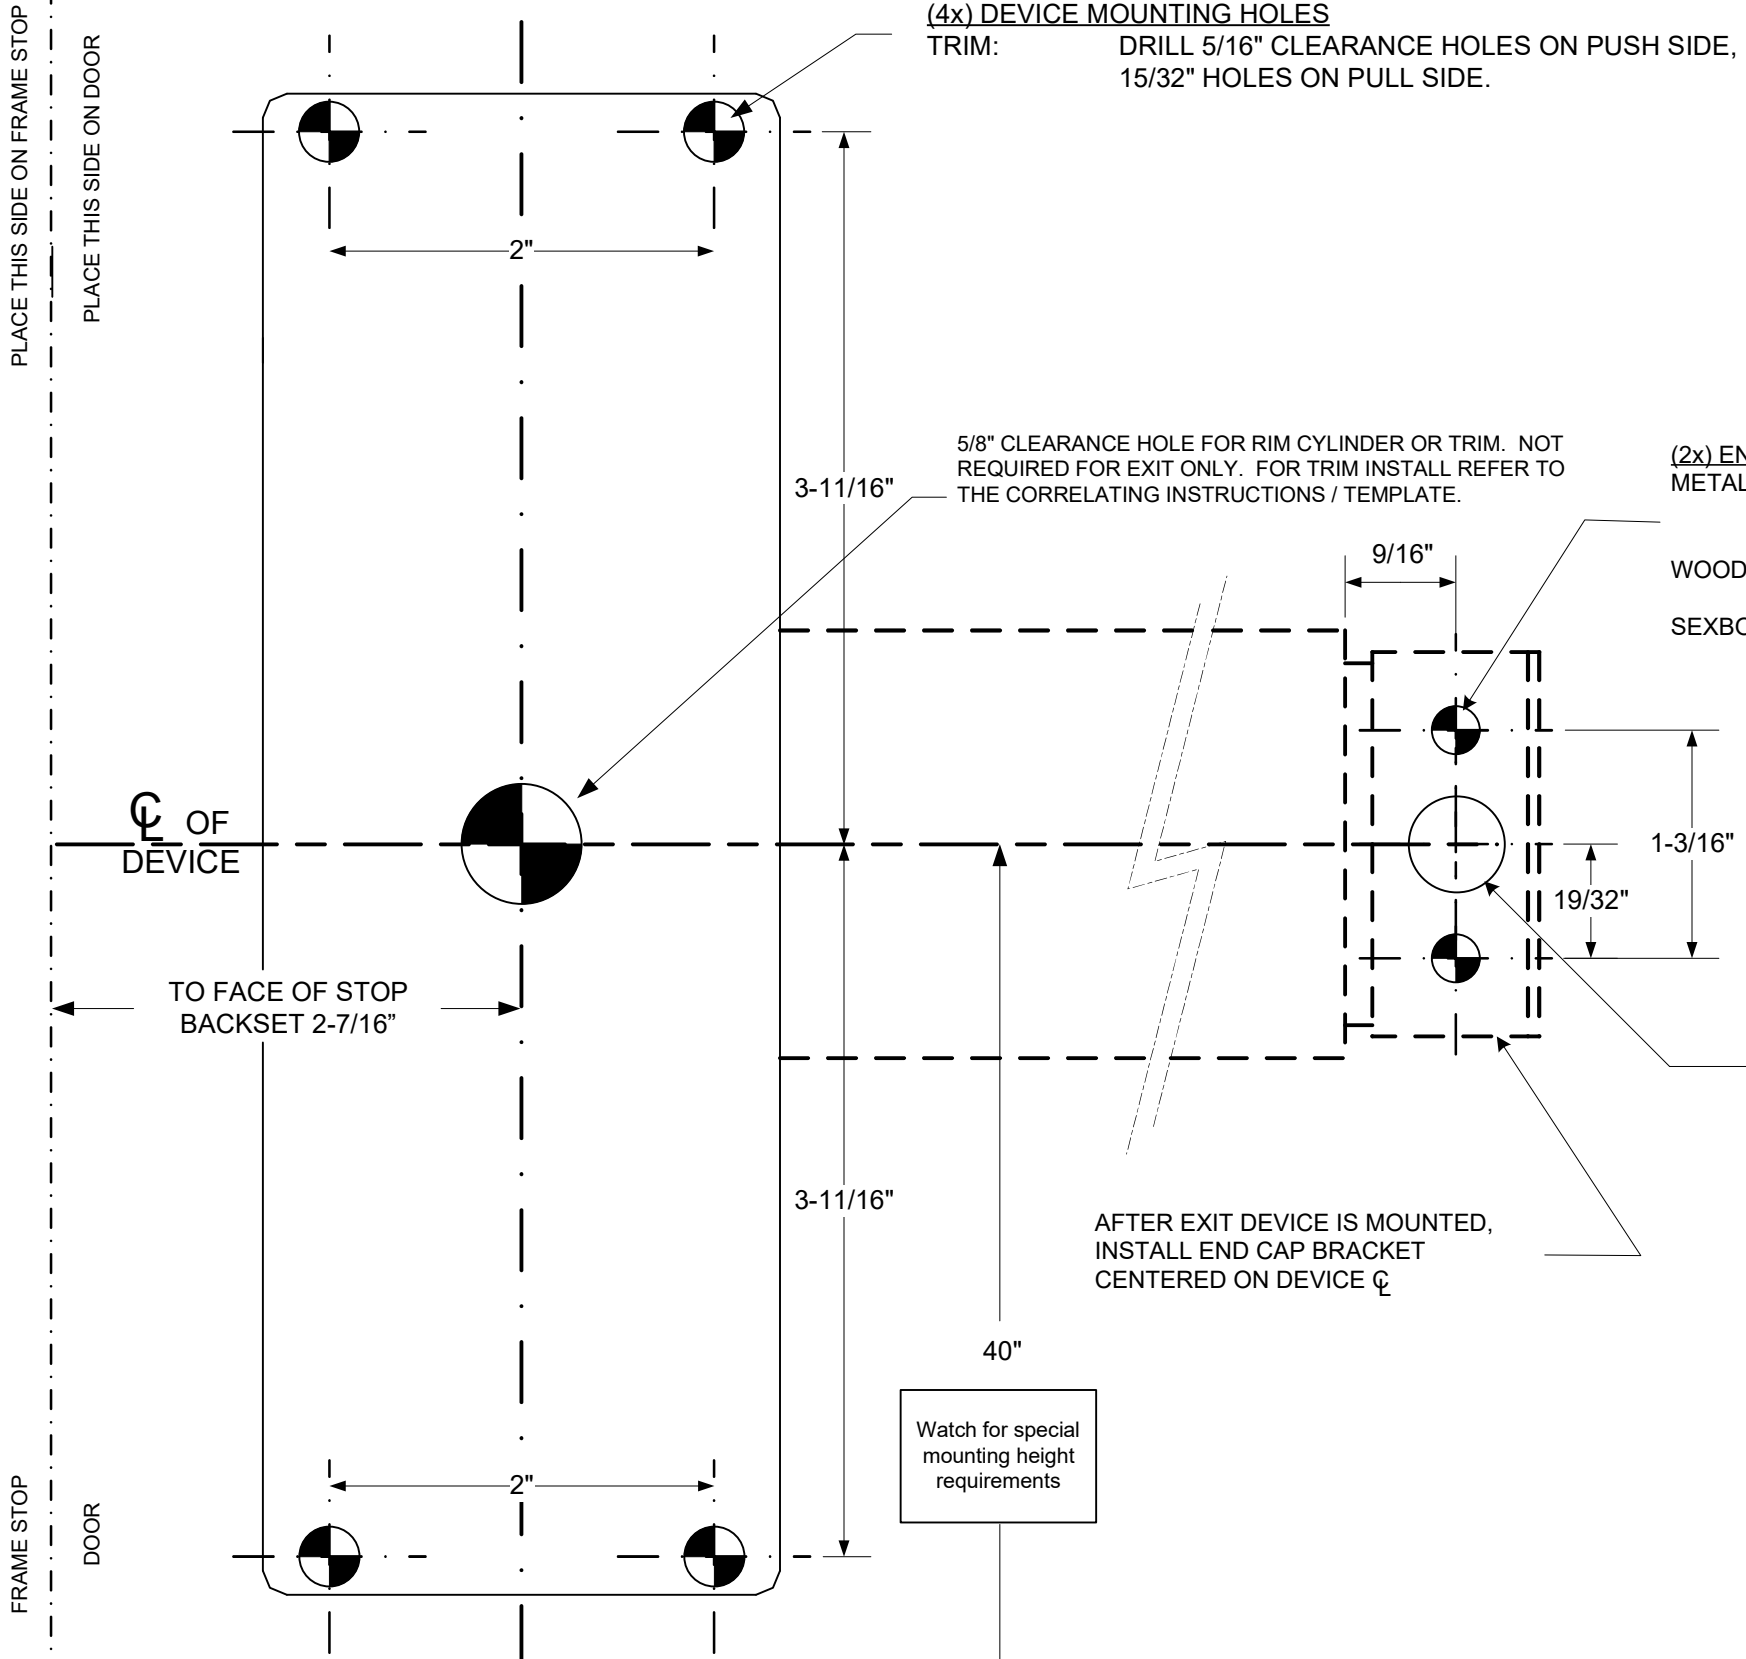 PLACE THIS SIDE ON FRAME STOP
PLACE THIS SIDE ON DOOR
(4x) DEVICE MOUNTING HOLES
TRIM: DRILL 5/16" CLEARANCE HOLES ON PUSH SIDE,
15/32" HOLES ON PULL SIDE.
2"
3-11/16"
5/8" CLEARANCE HOLE FOR RIM CYLINDER OR TRIM. NOT
REQUIRED FOR EXIT ONLY. FOR TRIM INSTALL REFER TO
THE CORRELATING INSTRUCTIONS / TEMPLATE.
(2x) EN
METAL
WOOD
SEXBO
9/16"
℄ OF
DEVICE
1-3/16"
19/32"
TO FACE OF STOP
BACKSET 2-7/16”
3-11/16"
AFTER EXIT DEVICE IS MOUNTED,
INSTALL END CAP BRACKET
CENTERED ON DEVICE ℄
40"
Watch for special
mounting height
requirements
2"
FRAME STOP
DOOR